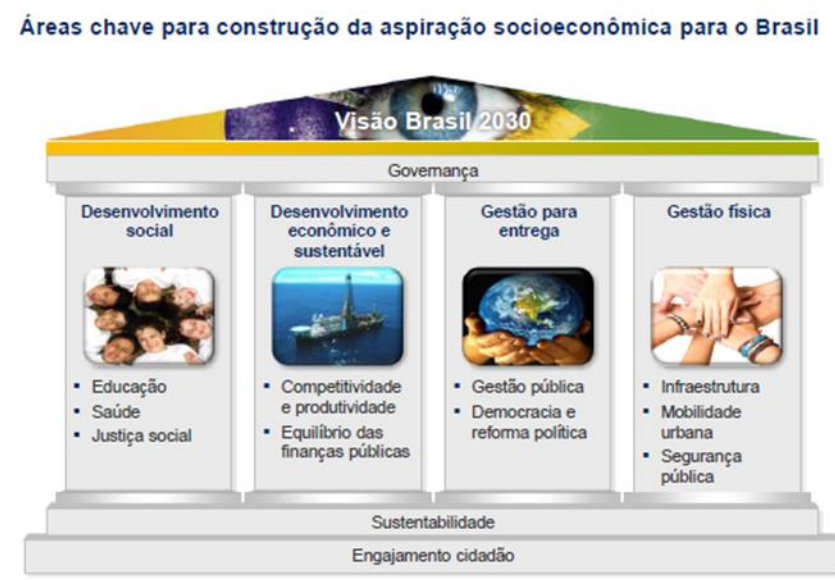 Áreas chave para construção da aspiração socioeconômica para o Brasil
Visão Brasil 2030
Governança
Desenvolvimento
social
▪ Educação
▪ Saúde
▪ Justiça social
Desenvolvimento
econômico e
sustentável
▪ Competitividade
e produtividade
▪ Equilíbrio das
finanças públicas
Gestão para
entrega
▪ Gestão pública
▪ Democracia e
reforma política
Gestão física
▪ Infraestrutura
▪ Mobilidade
urbana
▪ Segurança
pública
Sustentabilidade
Engajamento cidadão